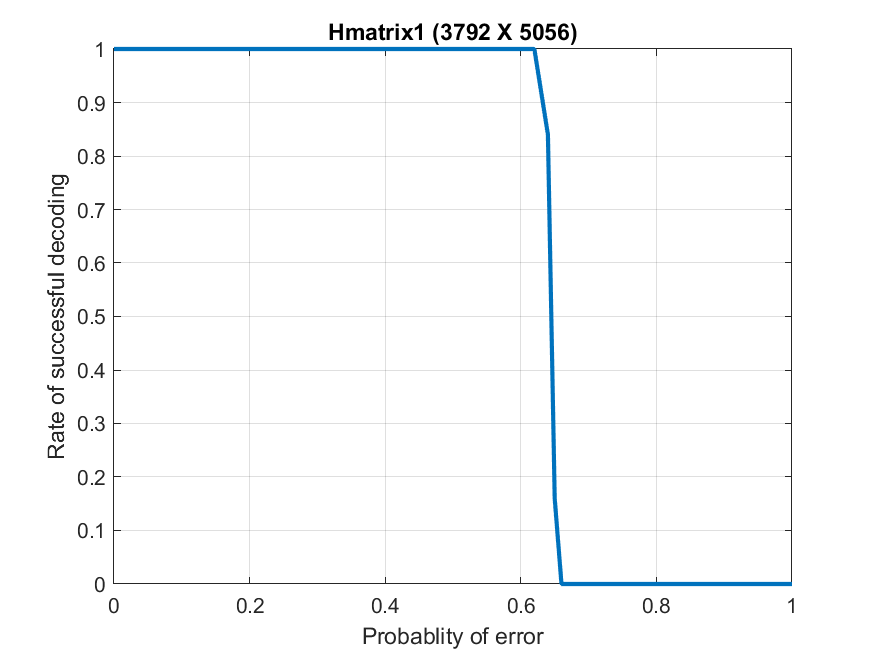 Hmatrix1 (3792 X 5056)
Rate of successful decoding
1
0.9
0.8
0.7
0.6
0.5
0.4
0.3
0.2
0.1
0
0 0.2 0.4 0.6 0.8 1
Probablity of error